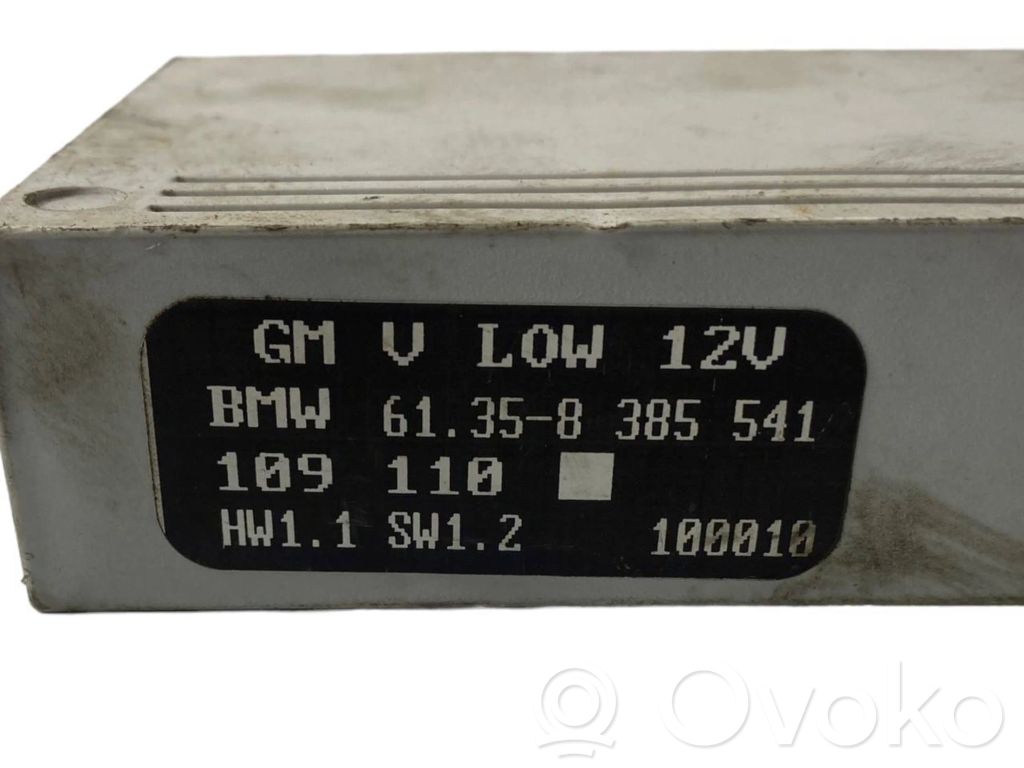 GM V LOW 12V
BMW 61.35-8 385 541
109 110
HW1.1 SW1.2 100010
Ovoko